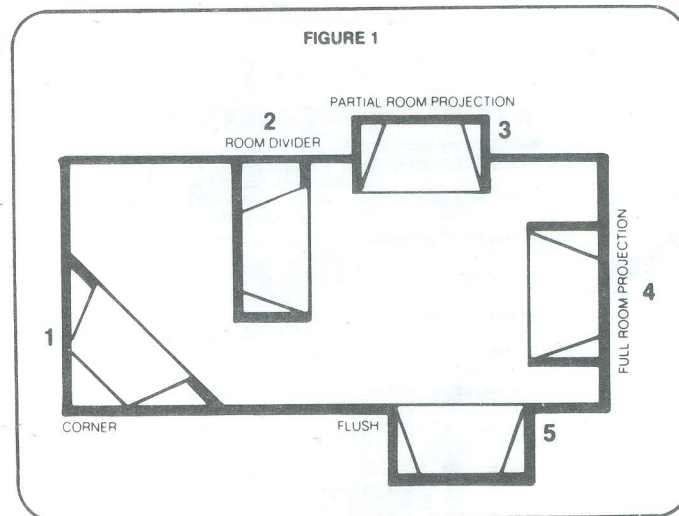 FIGURE 1
PARTIAL ROOM PROJECTION
2
3
ROOM DIVIDER
1
4
FULL ROOM PROJECTION
CORNER
FLUSH
5